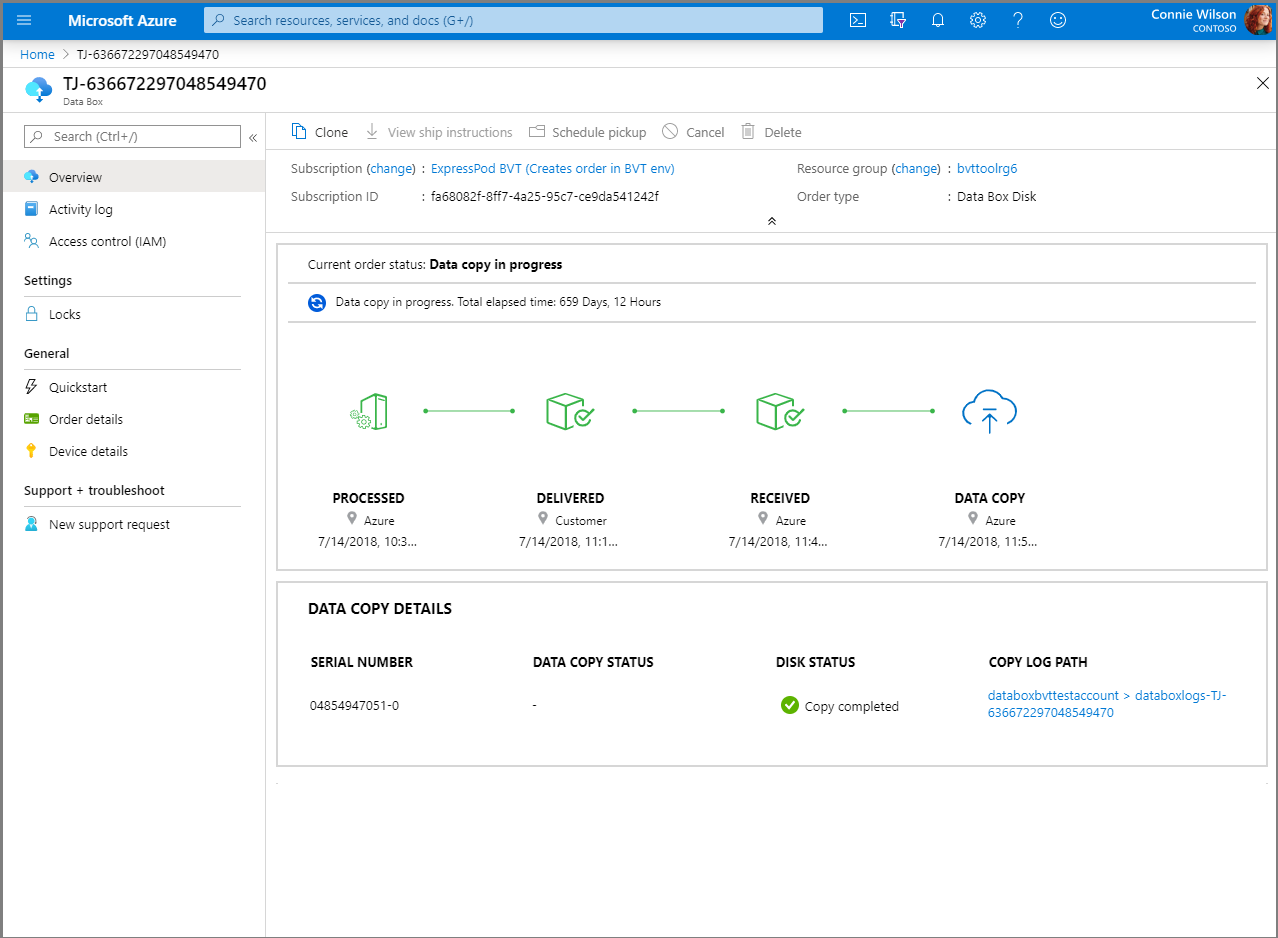 Microsoft Azure
Search resources, services, and docs (G+/)
Connie Wilson
CONTOSO
Home > TJ-636672297048549470
TJ-636672297048549470
Data Box
Search (Ctrl+/)
«
Overview
Activity log
Access control (IAM)
Settings
Locks
General
Quickstart
Order details
Device details
Support + troubleshoot
New support request
Clone View ship instructions Schedule pickup Cancel Delete
Subscription (change) : ExpressPod BVT (Creates order in BVT env) Resource group (change) : bvttoolrg6
Subscription ID : fa68082f-8ff7-4a25-95c7-ce9da541242f Order type : Data Box Disk
Current order status: Data copy in progress
Data copy in progress. Total elapsed time: 659 Days, 12 Hours
PROCESSED DELIVERED RECEIVED DATA COPY
Azure Customer Azure Azure
7/14/2018, 10:3... 7/14/2018, 11:1... 7/14/2018, 11:4... 7/14/2018, 11:5...
DATA COPY DETAILS
SERIAL NUMBER DATA COPY STATUS DISK STATUS COPY LOG PATH
04854947051-0 - Copy completed databoxbvttestaccount > databoxlogs-TJ-
636672297048549470